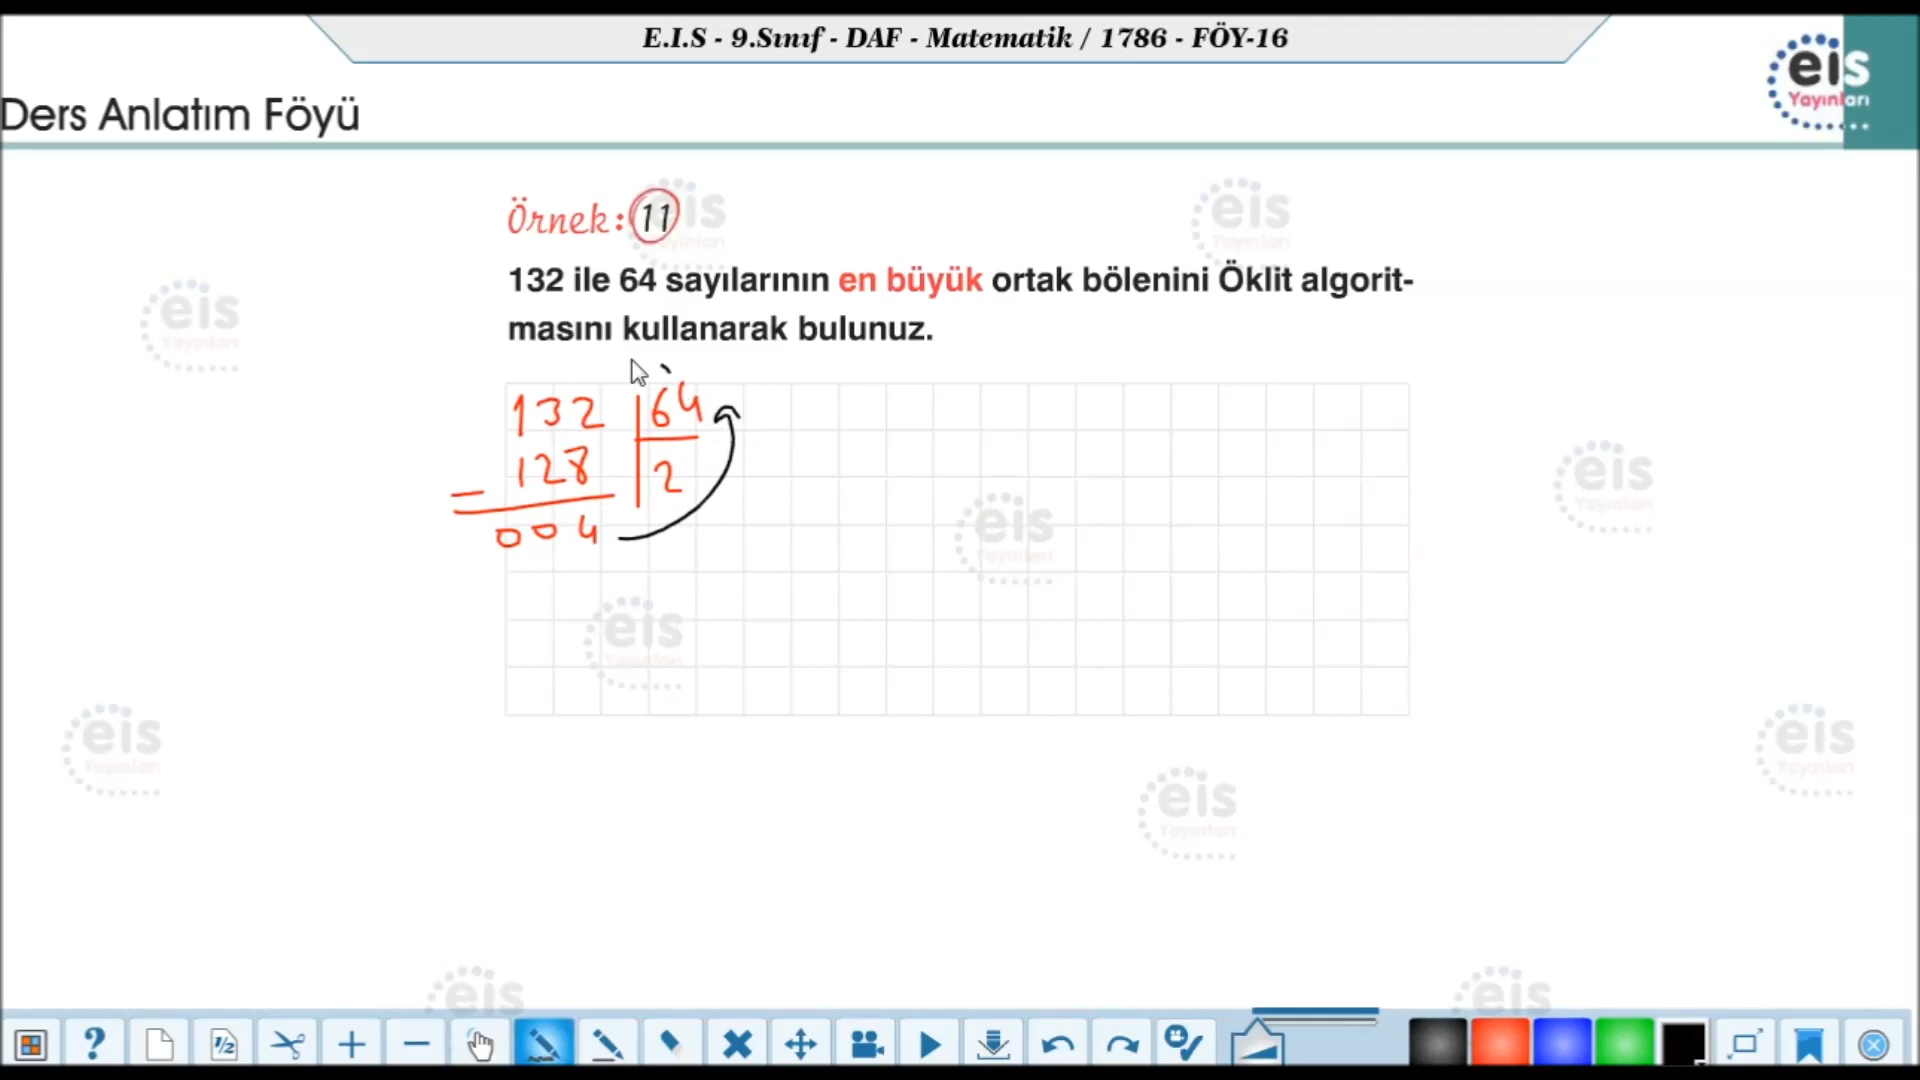 E.I.S - 9.Sınıf - DAF - Matematik / 1786 - FÖY-16
eis
Yayınları
Ders Anlatım Föyü
Örnek: 11
132 ile 64 sayılarının en büyük ortak bölenini Öklit algorit-
masını kullanarak bulunuz.
132 | 64
- 128 | 2
004